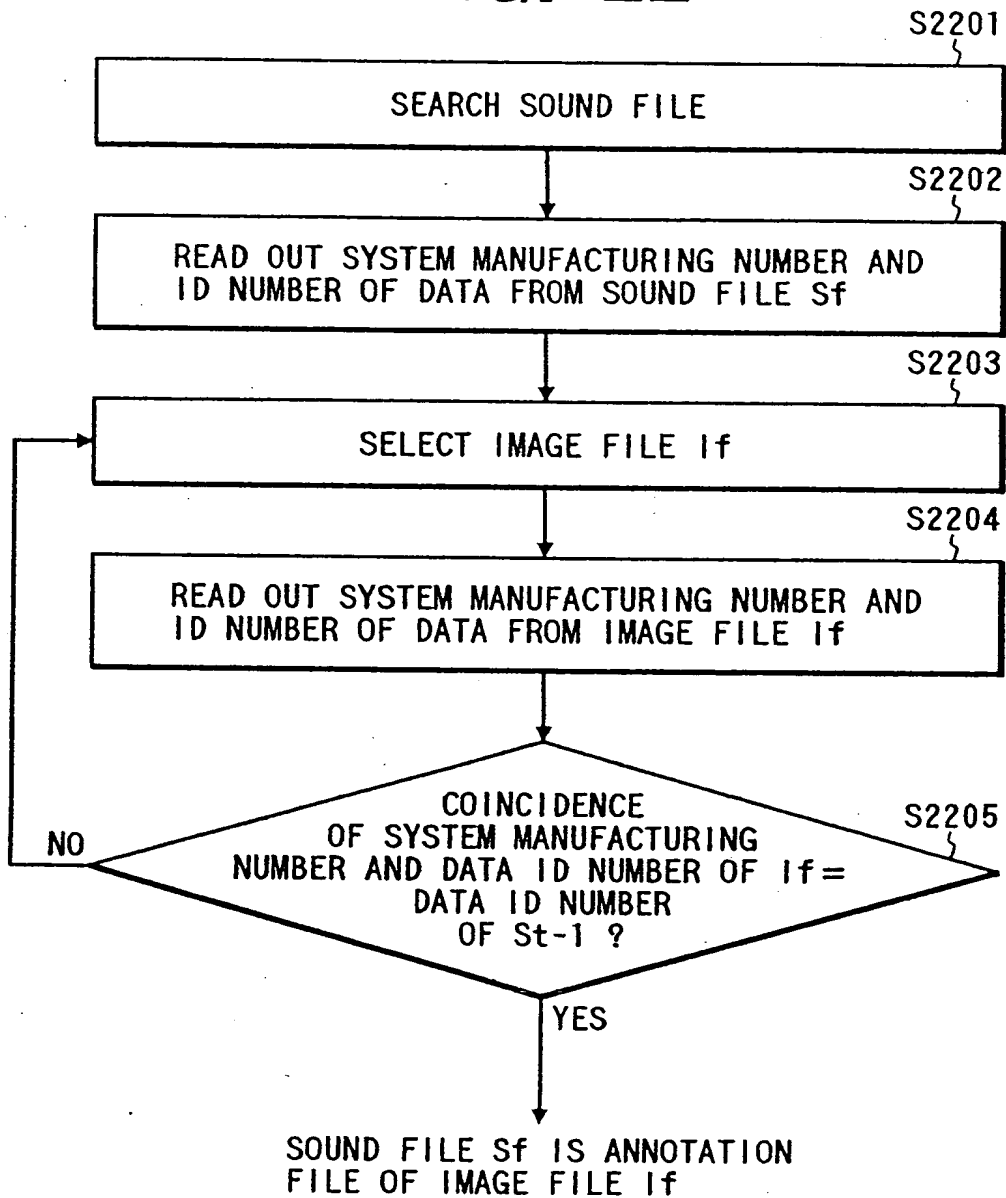 S2201
SEARCH SOUND FILE
S2202
READ OUT SYSTEM MANUFACTURING NUMBER AND
ID NUMBER OF DATA FROM SOUND FILE Sf
S2203
SELECT IMAGE FILE If
S2204
READ OUT SYSTEM MANUFACTURING NUMBER AND
ID NUMBER OF DATA FROM IMAGE FILE If
S2205
COINCIDENCE
OF SYSTEM MANUFACTURING
NUMBER AND DATA ID NUMBER OF If=
DATA ID NUMBER
OF St-1 ?
NO
YES
SOUND FILE Sf IS ANNOTATION
FILE OF IMAGE FILE If